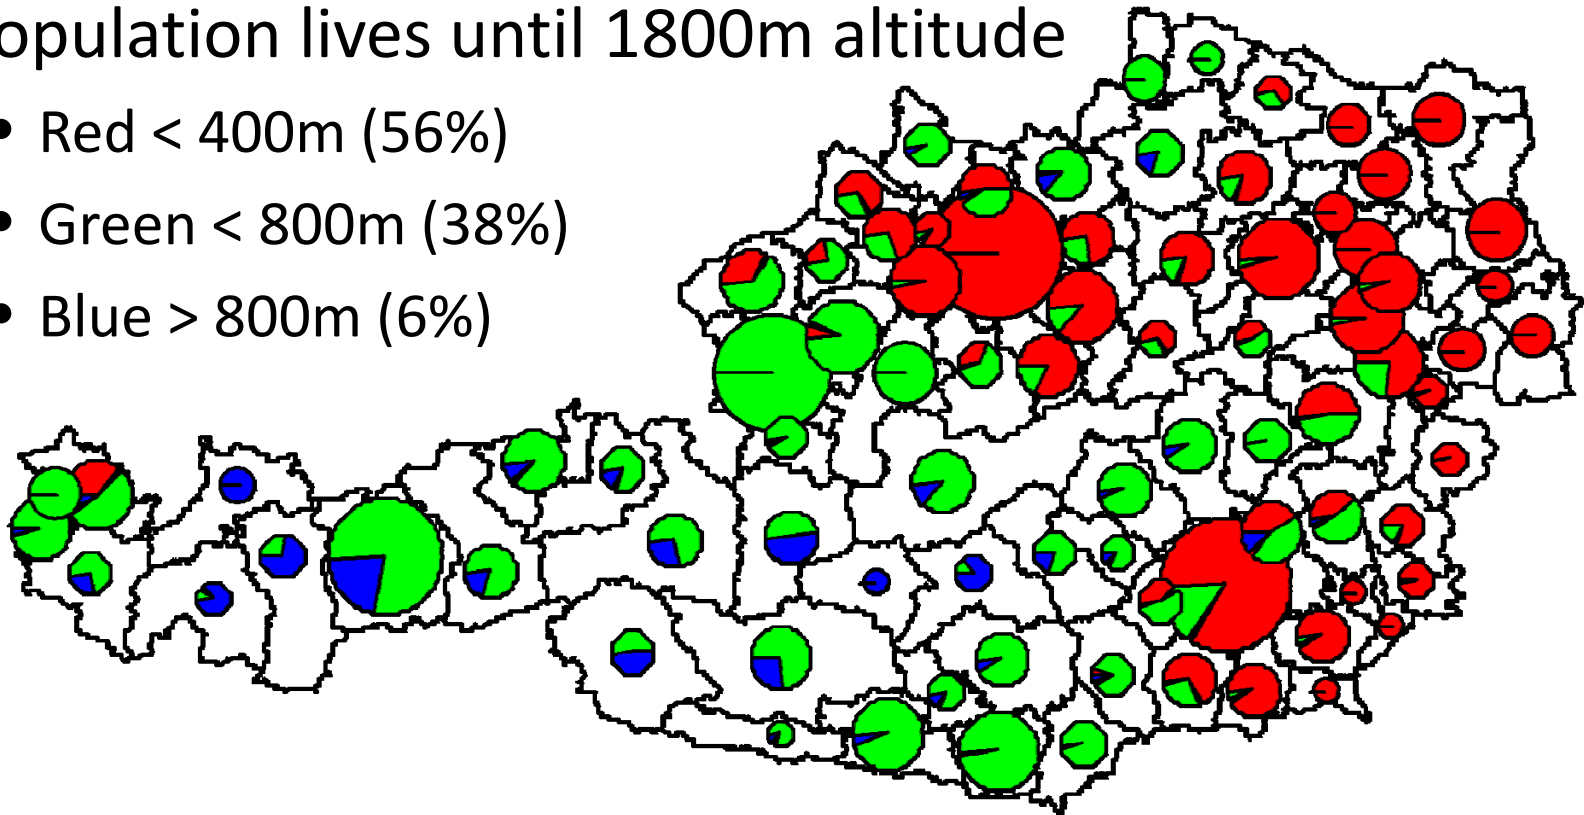 opulation lives until 1800m altitude
• Red < 400m (56%)
• Green < 800m (38%)
• Blue > 800m (6%)